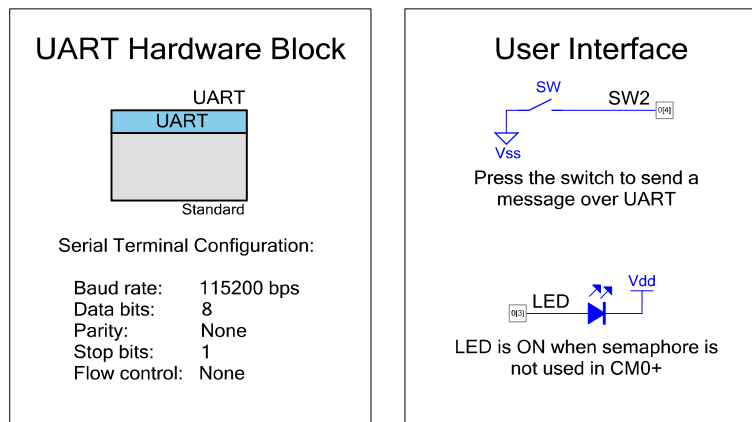 UART Hardware Block
UART
UART
Standard
Serial Terminal Configuration:
Baud rate: 115200 bps
Data bits: 8
Parity: None
Stop bits: 1
Flow control: None
User Interface
SW
SW2
0[4]
Vss
Press the switch to send a
message over UART
Vdd
LED
0[3]
LED is ON when semaphore is
not used in CM0+